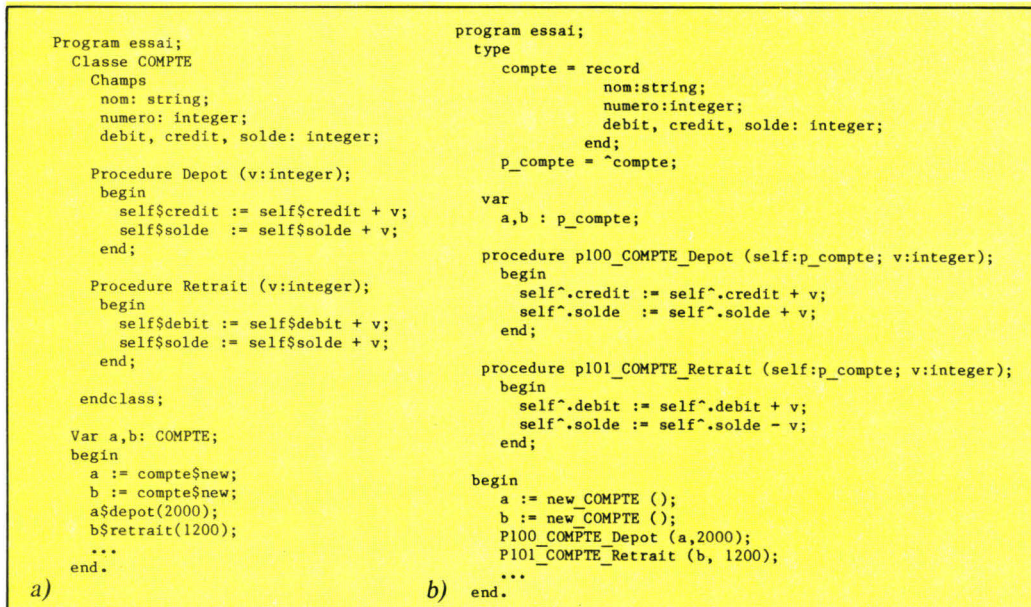 Program essai;
Classe COMPTE
Champs
nom: string;
numero: integer;
debit, credit, solde: integer;
Procedure Depot (v:integer);
begin
self$credit := self$credit + v;
self$solde := self$solde + v;
end;
Procedure Retrait (v:integer);
begin
self$debit := self$debit + v;
self$solde := self$solde + v;
end;
endclass;
Var a,b: COMPTE;
begin
a := compte$new;
b := compte$new;
a$depot(2000);
b$retrait(1200);
...
end.
a)
program essai;
type
compte = record
nom:string;
numero:integer;
debit, credit, solde: integer;
end;
p_compte = ^compte;
var
a,b : p_compte;
procedure p100_COMPTE_Depot (self:p_compte; v:integer);
begin
self^.credit := self^.credit + v;
self^.solde := self^.solde + v;
end;
procedure p101_COMPTE_Retrait (self:p_compte; v:integer);
begin
self^.debit := self^.debit + v;
self^.solde := self^.solde - v;
end;
begin
a := new_COMPTE ();
b := new_COMPTE ();
P100_COMPTE_Depot (a,2000);
P101_COMPTE_Retrait (b, 1200);
...
end.
b)